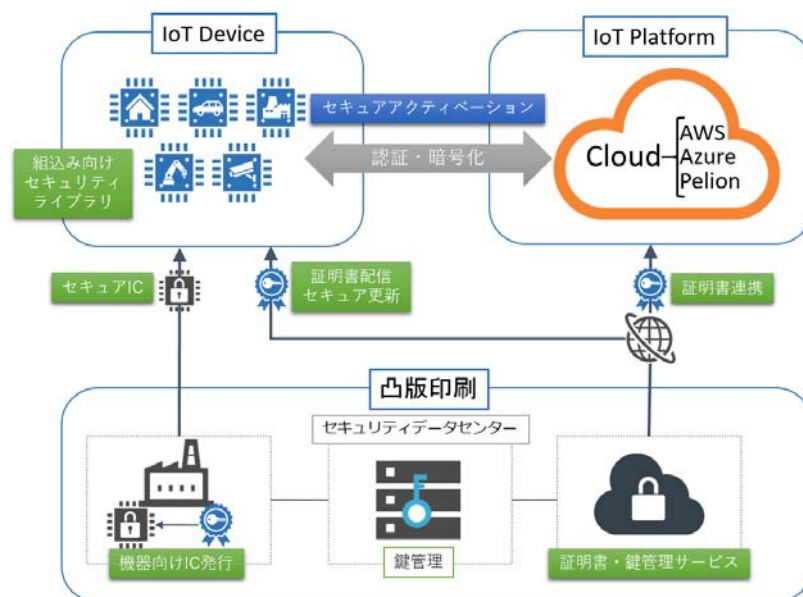 IoT Device
IoT Platform
セキュアアクティベーション
認証・暗号化
組込み向け
セキュリティ
ライブラリ
Cloud
AWS
Azure
Pelion
セキュアIC
証明書配信
セキュア更新
証明書連携
凸版印刷
セキュリティデータセンター
機器向けIC発行
鍵管理
証明書・鍵管理サービス